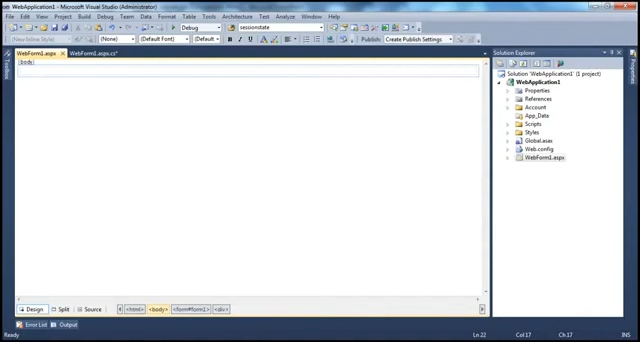 WebApplication1 - Microsoft Visual Studio (Administrator)
File Edit View Project Build Debug Team Data Format Table Tools Architecture Test Analyze Window Help
Debug sessionstate
(New Inline Style) (None) (Default Font) (Default) B I U A Publish: Create Publish Settings
WebForm1.aspx WebForm1.aspx.cs*
body
Toolbox
Solution Explorer
Solution 'WebApplication1' (1 project)
WebApplication1
Properties
References
Account
App_Data
Scripts
Styles
Global.asax
Web.config
WebForm1.aspx
Properties
Design Split Source <html> <body> <form#form1> <div>
Error List Output
Ln 22 Col 17 Ch 17 INS